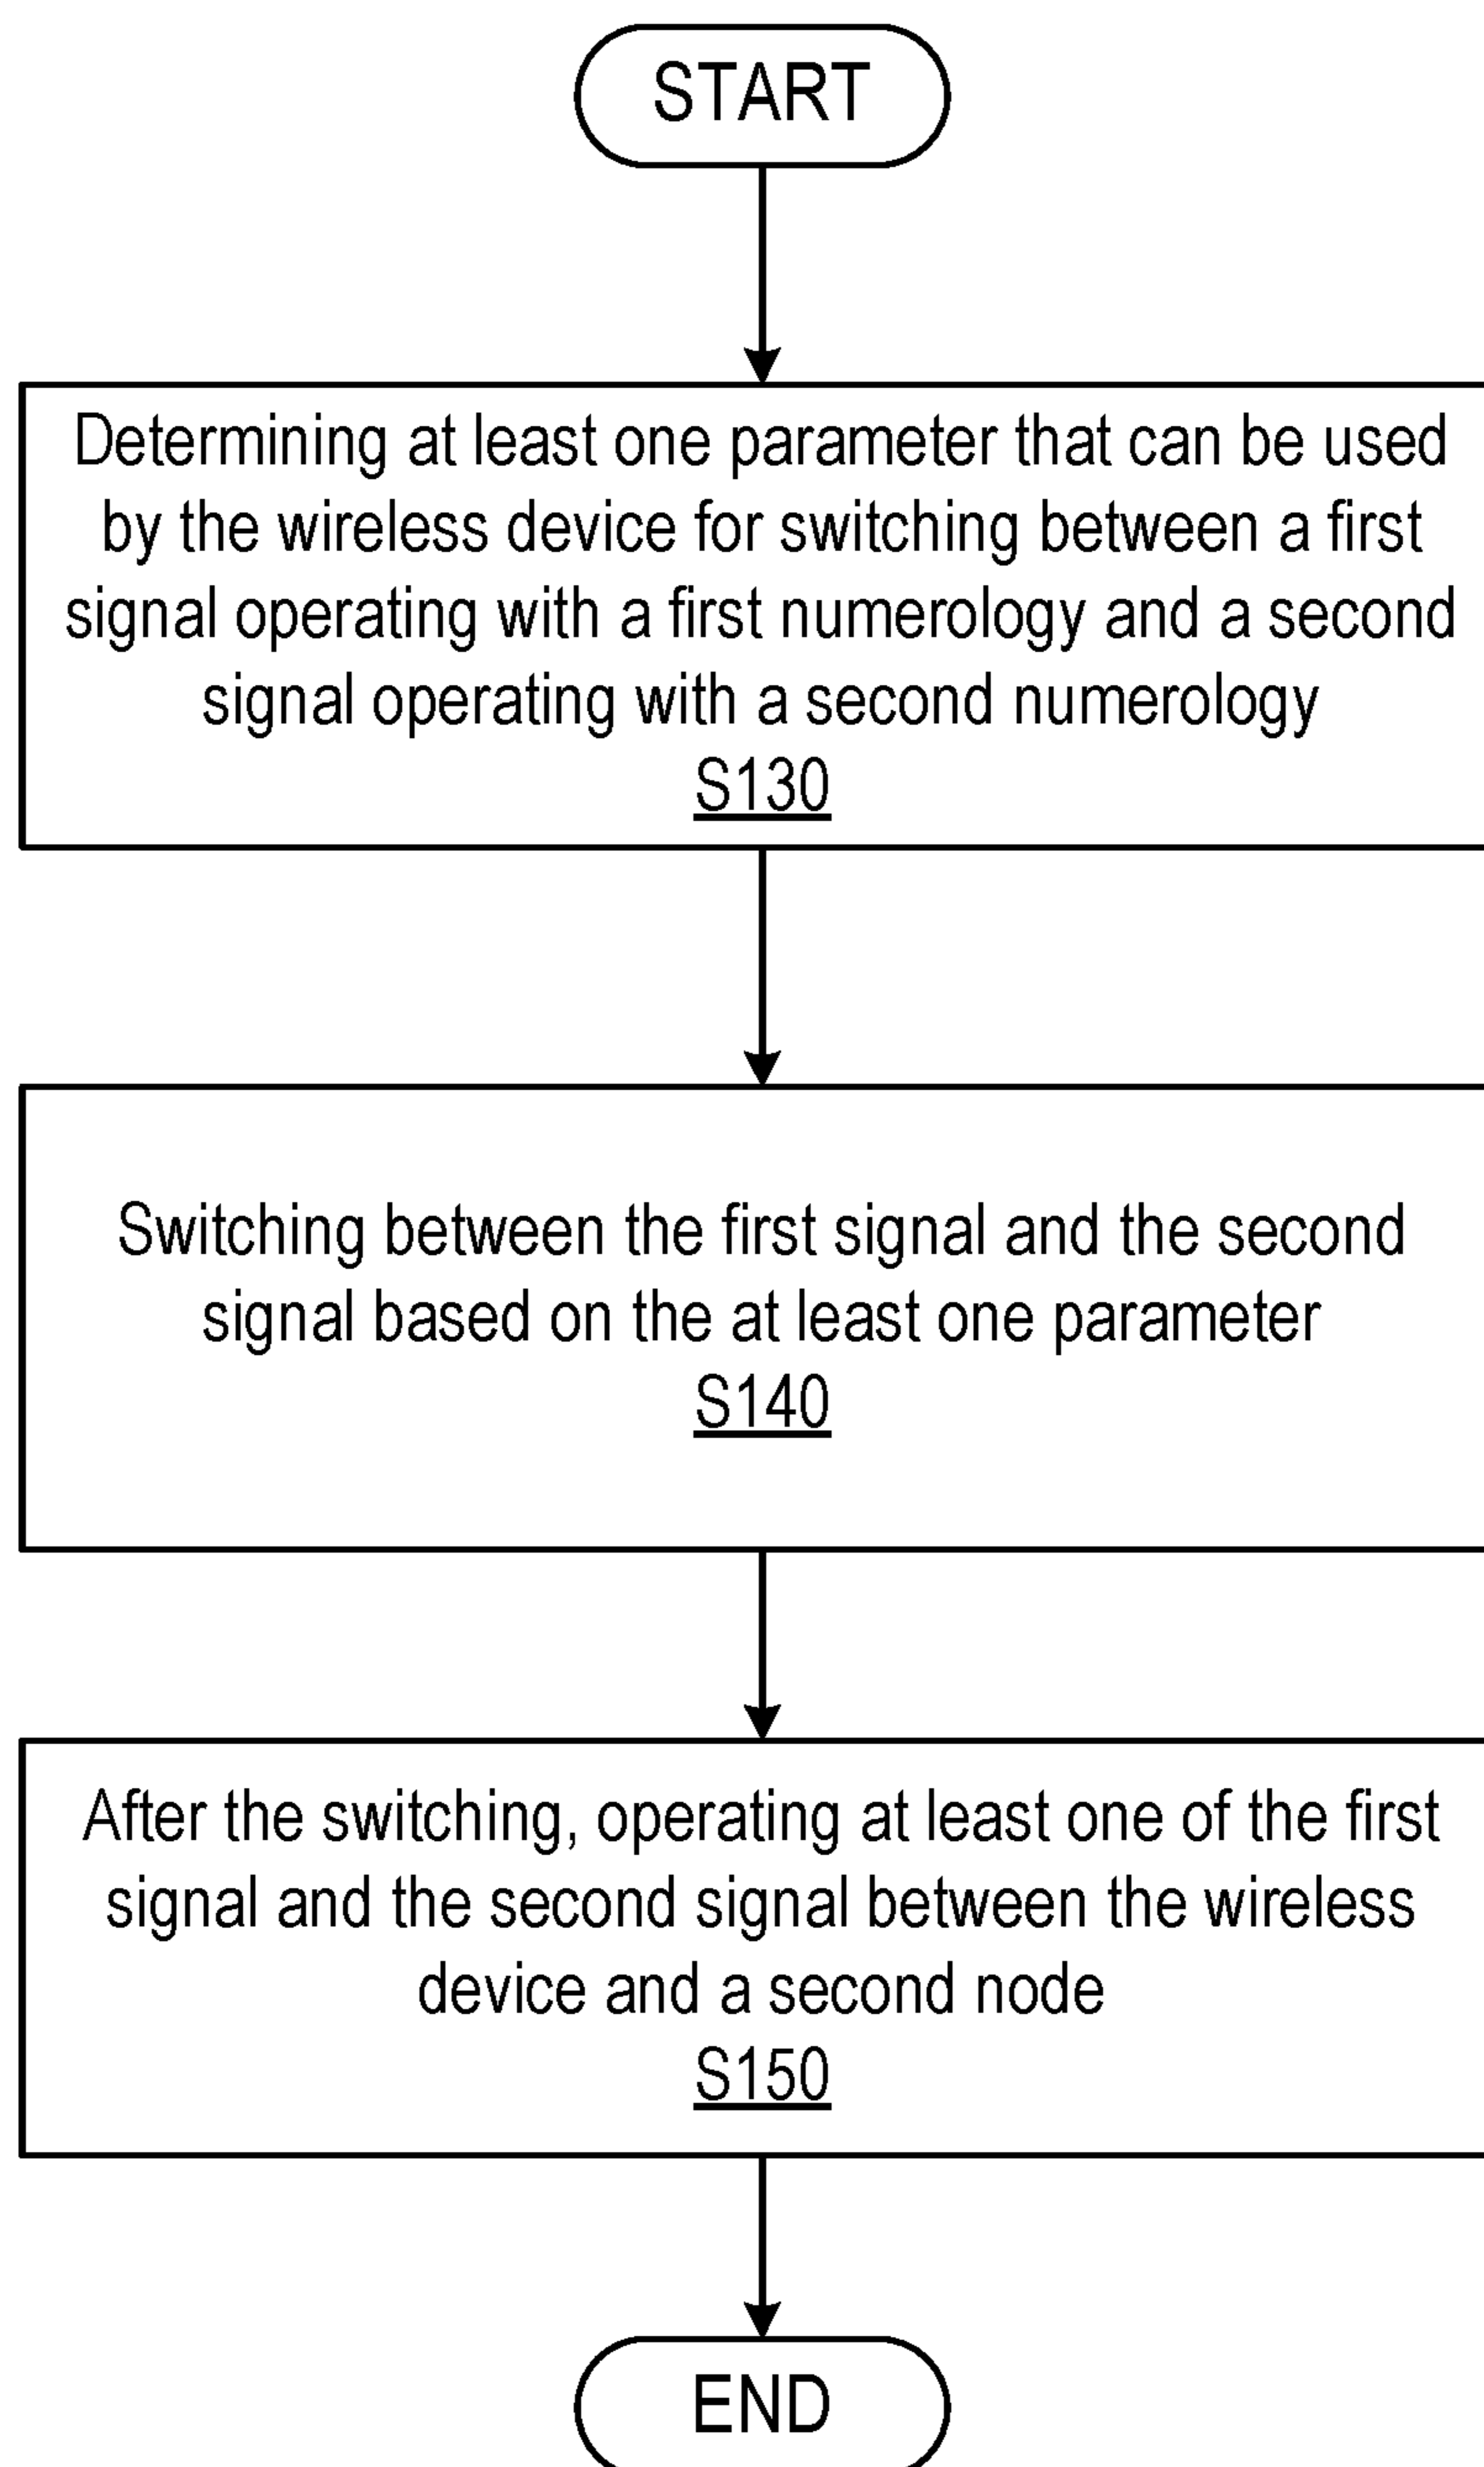 START
Determining at least one parameter that can be used
by the wireless device for switching between a first
signal operating with a first numerology and a second
signal operating with a second numerology
S130
Switching between the first signal and the second
signal based on the at least one parameter
S140
After the switching, operating at least one of the first
signal and the second signal between the wireless
device and a second node
S150
END